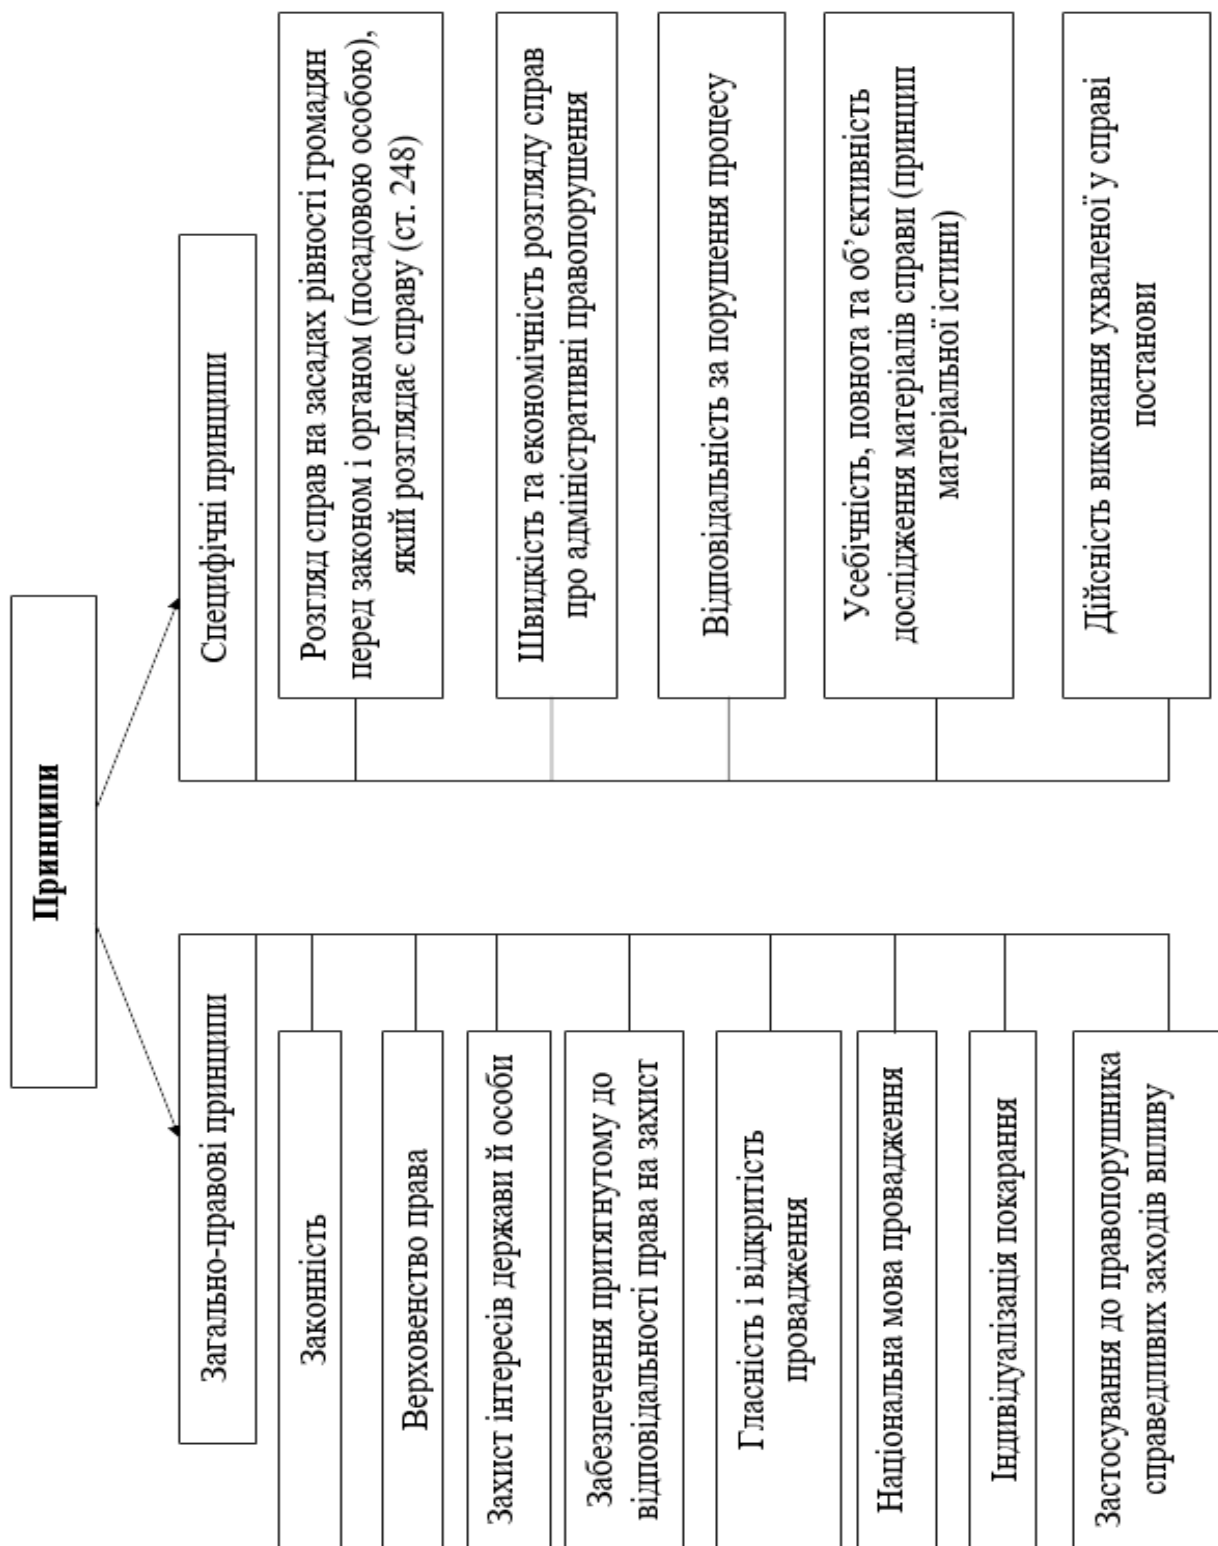 Принципи
Загально-правові принципи
Законність
Верховенство права
Захист інтересів держави й особи
Забезпечення притягнутому до
відповідальності права на захист
Гласність і відкритість
провадження
Національна мова провадження
Індивідуалізація покарання
Застосування до правопорушника
справедливих заходів впливу
Специфічні принципи
Розгляд справ на засадах рівності громадян
перед законом і органом (посадовою особою),
який розглядає справу (ст. 248)
Швидкість та економічність розгляду справ
про адміністративні правопорушення
Відповідальність за порушення процесу
Усебічність, повнота та об’єктивність
дослідження матеріалів справи (принцип
матеріальної істини)
Дійсність виконання ухваленої у справі
постанови